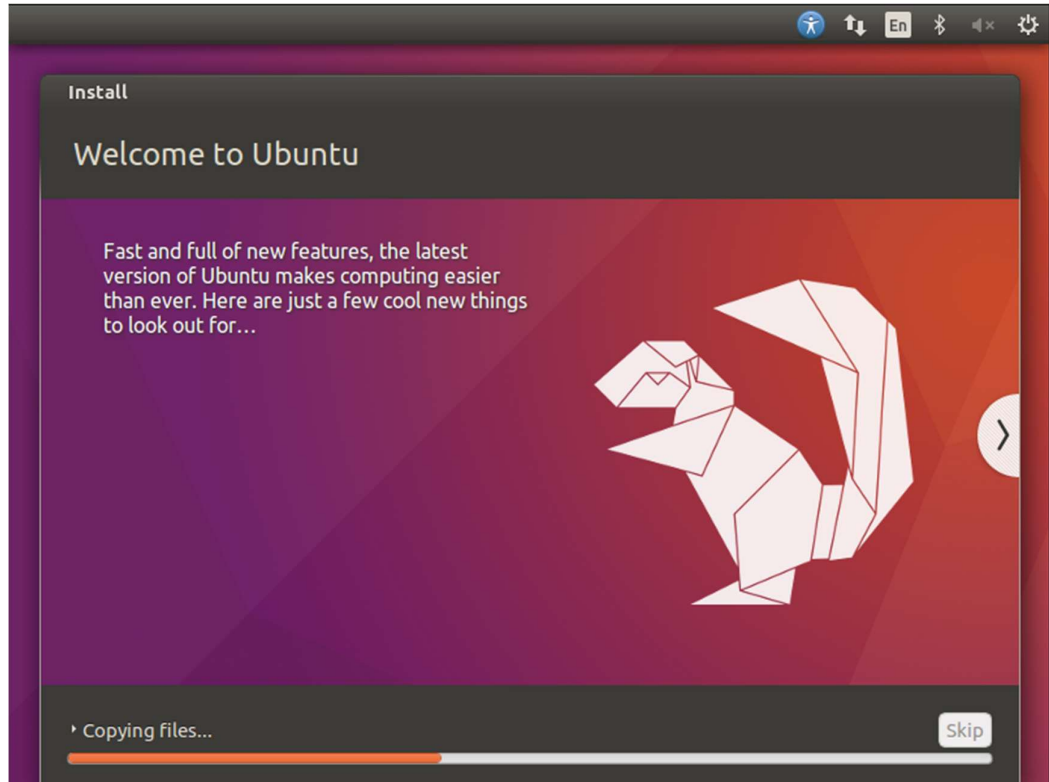 En
Install
Welcome to Ubuntu
Fast and full of new features, the latest
version of Ubuntu makes computing easier
than ever. Here are just a few cool new things
to look out for…
Copying files...
Skip